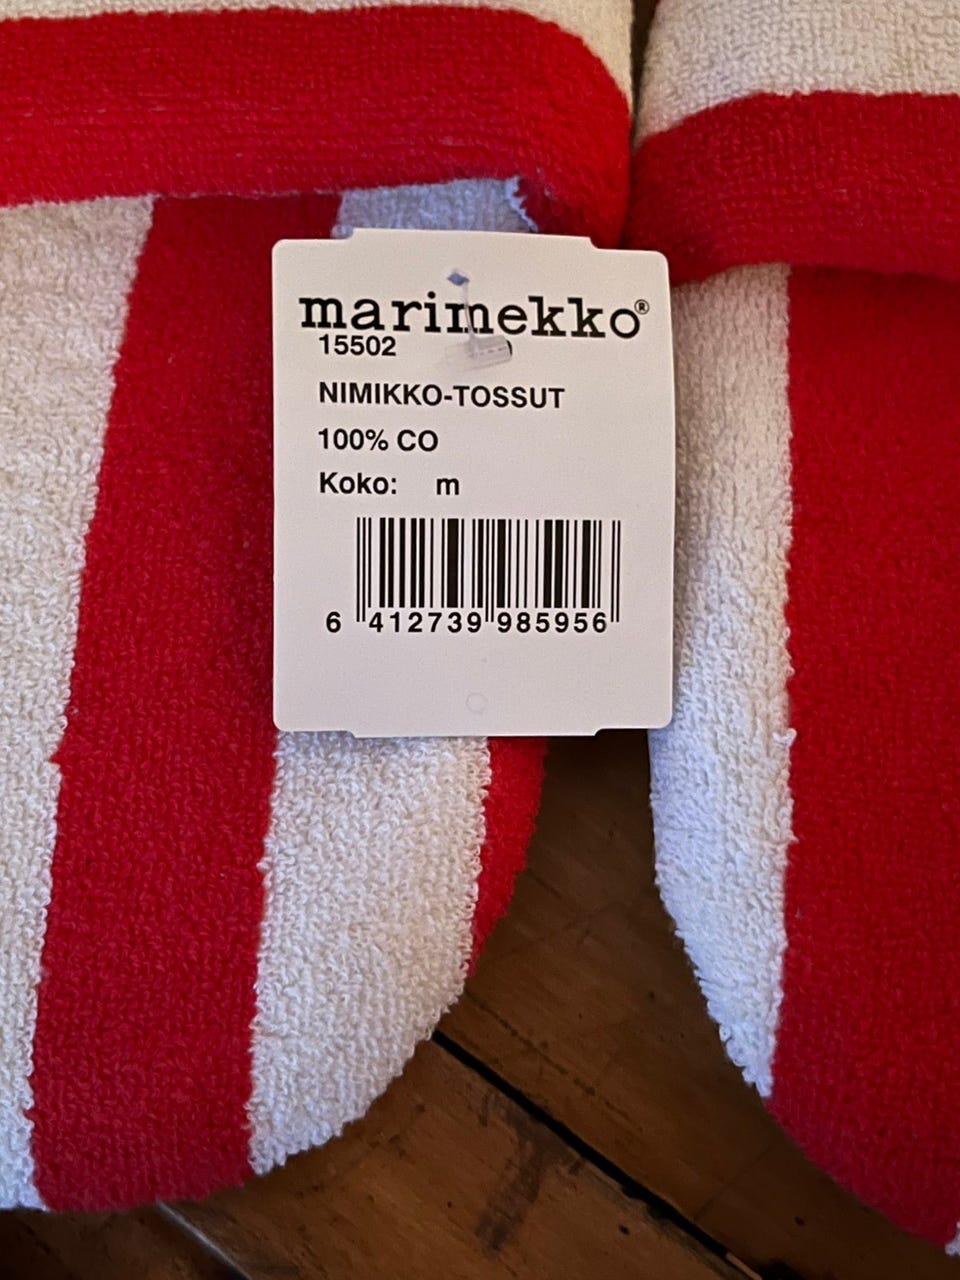 marimekko®
15502
NIMIKKO-TOSSUT
100% CO
Koko: m
6 412739 985956